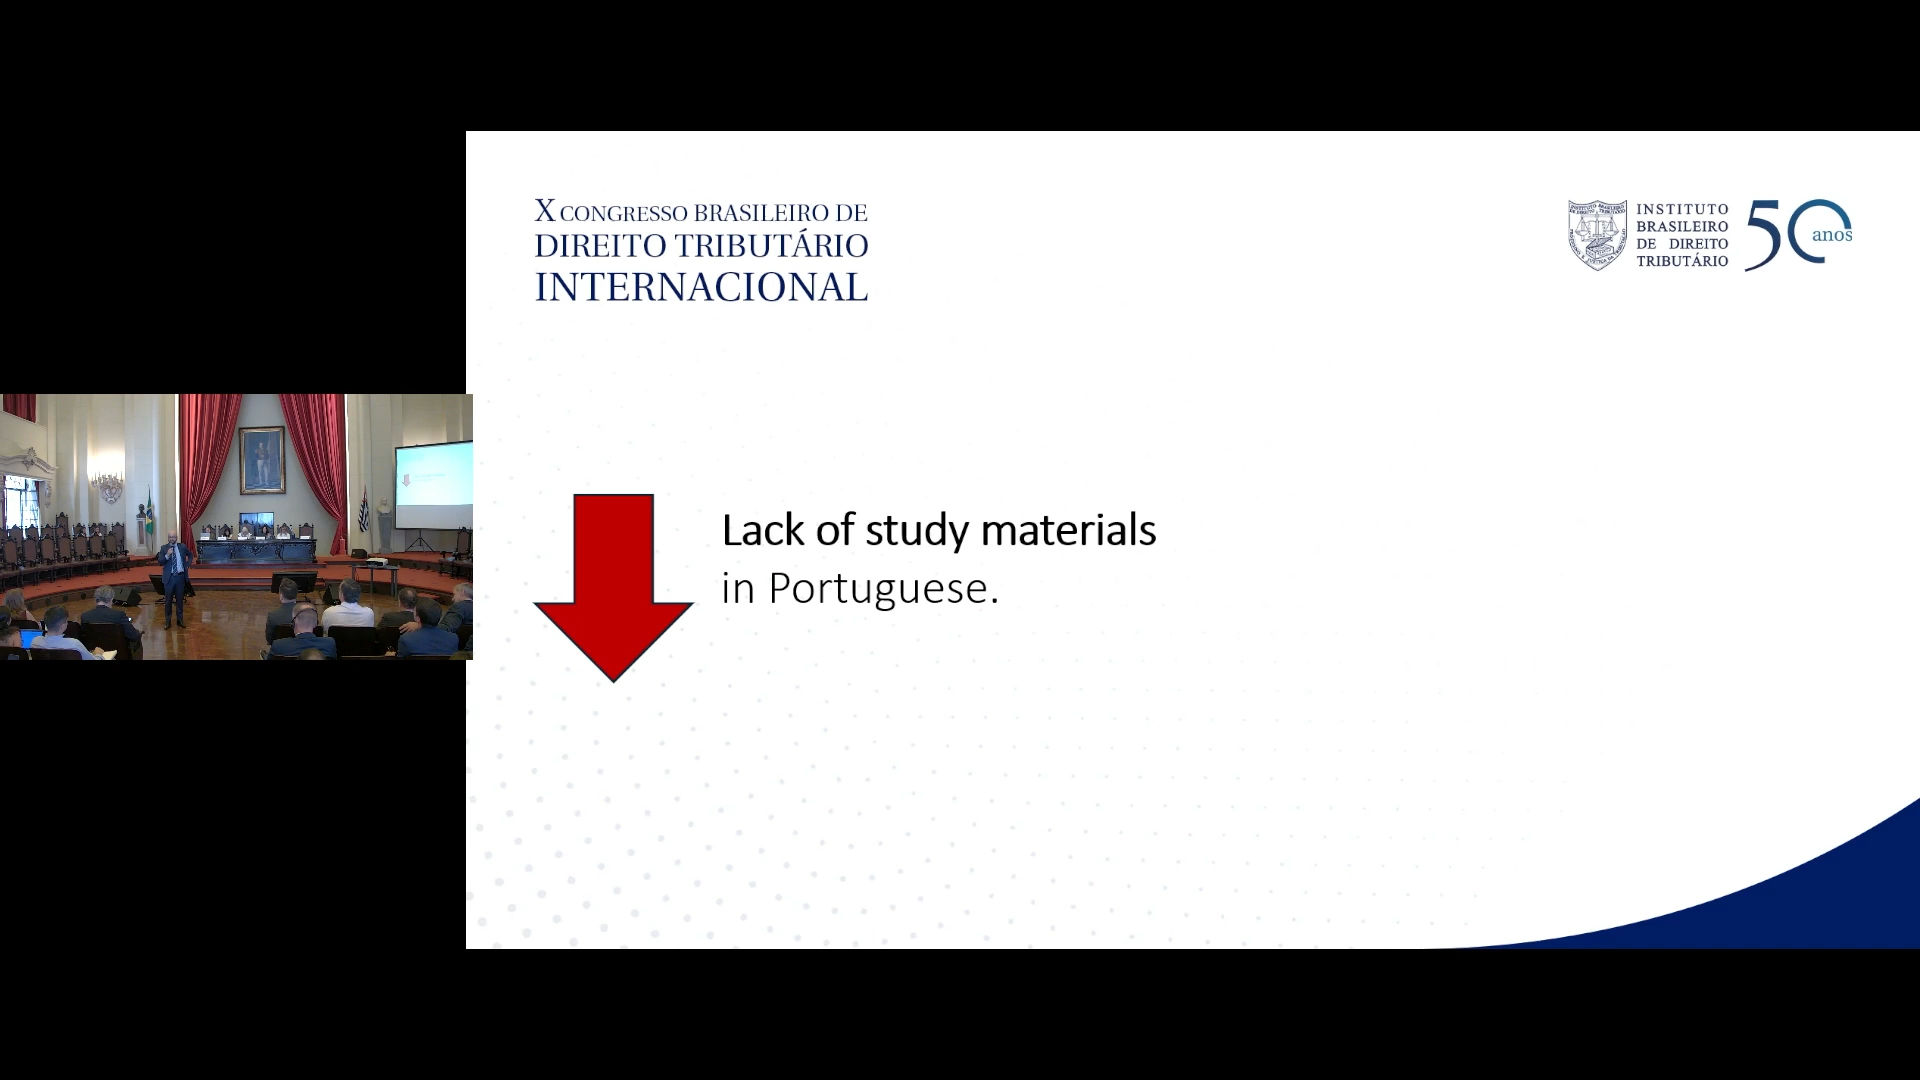 X CONGRESSO BRASILEIRO DE
DIREITO TRIBUTÁRIO
INTERNACIONAL
INSTITUTO
BRASILEIRO
DE DIREITO
TRIBUTÁRIO
50 anos
Lack of study materials
in Portuguese.